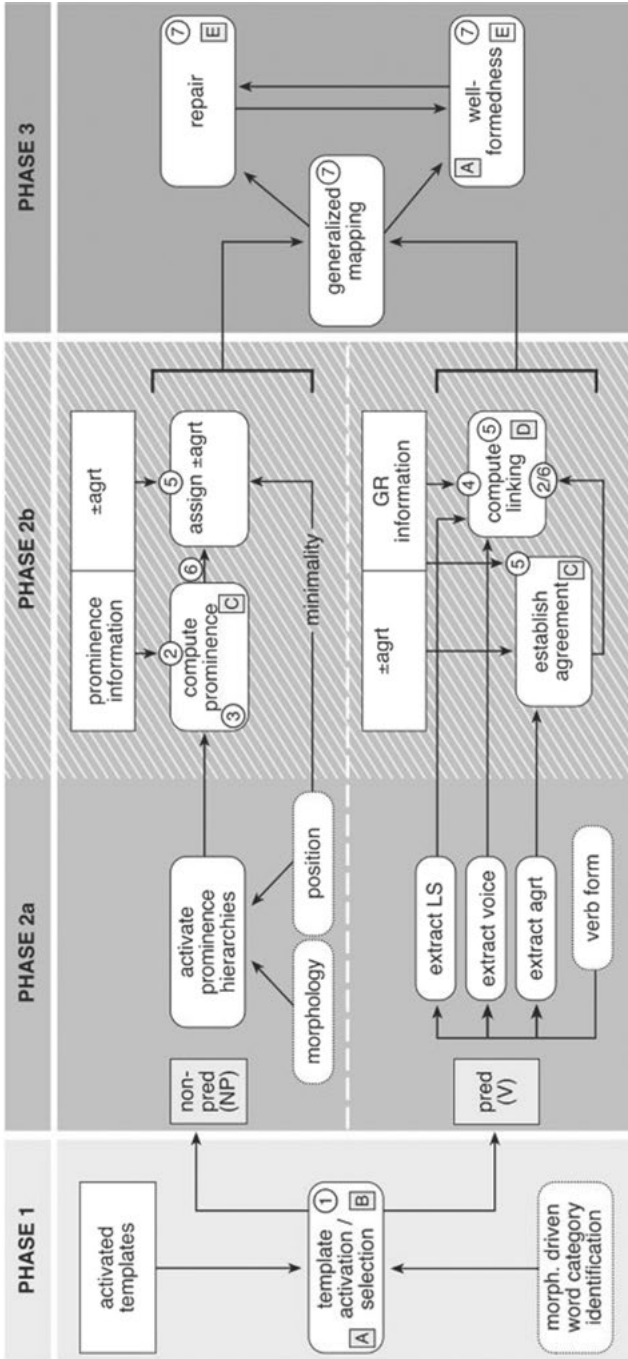 PHASE 1
PHASE 2a
PHASE 2b
PHASE 3
activated
templates
template
activation /
selection
1
A
B
morph. driven
word category
identification
non-
pred
(NP)
activate
prominence
hierarchies
morphology
position
prominence
information
±agrt
2
compute
prominence
3
C
6
5
assign ±agrt
minimality
pred
(V)
extract LS
extract voice
extract agrt
verb form
±agrt
GR
information
4
compute
linking
5
D
2/6
5
establish
agreement
C
generalized
mapping
7
repair
7
E
well-
formedness
A
7
E